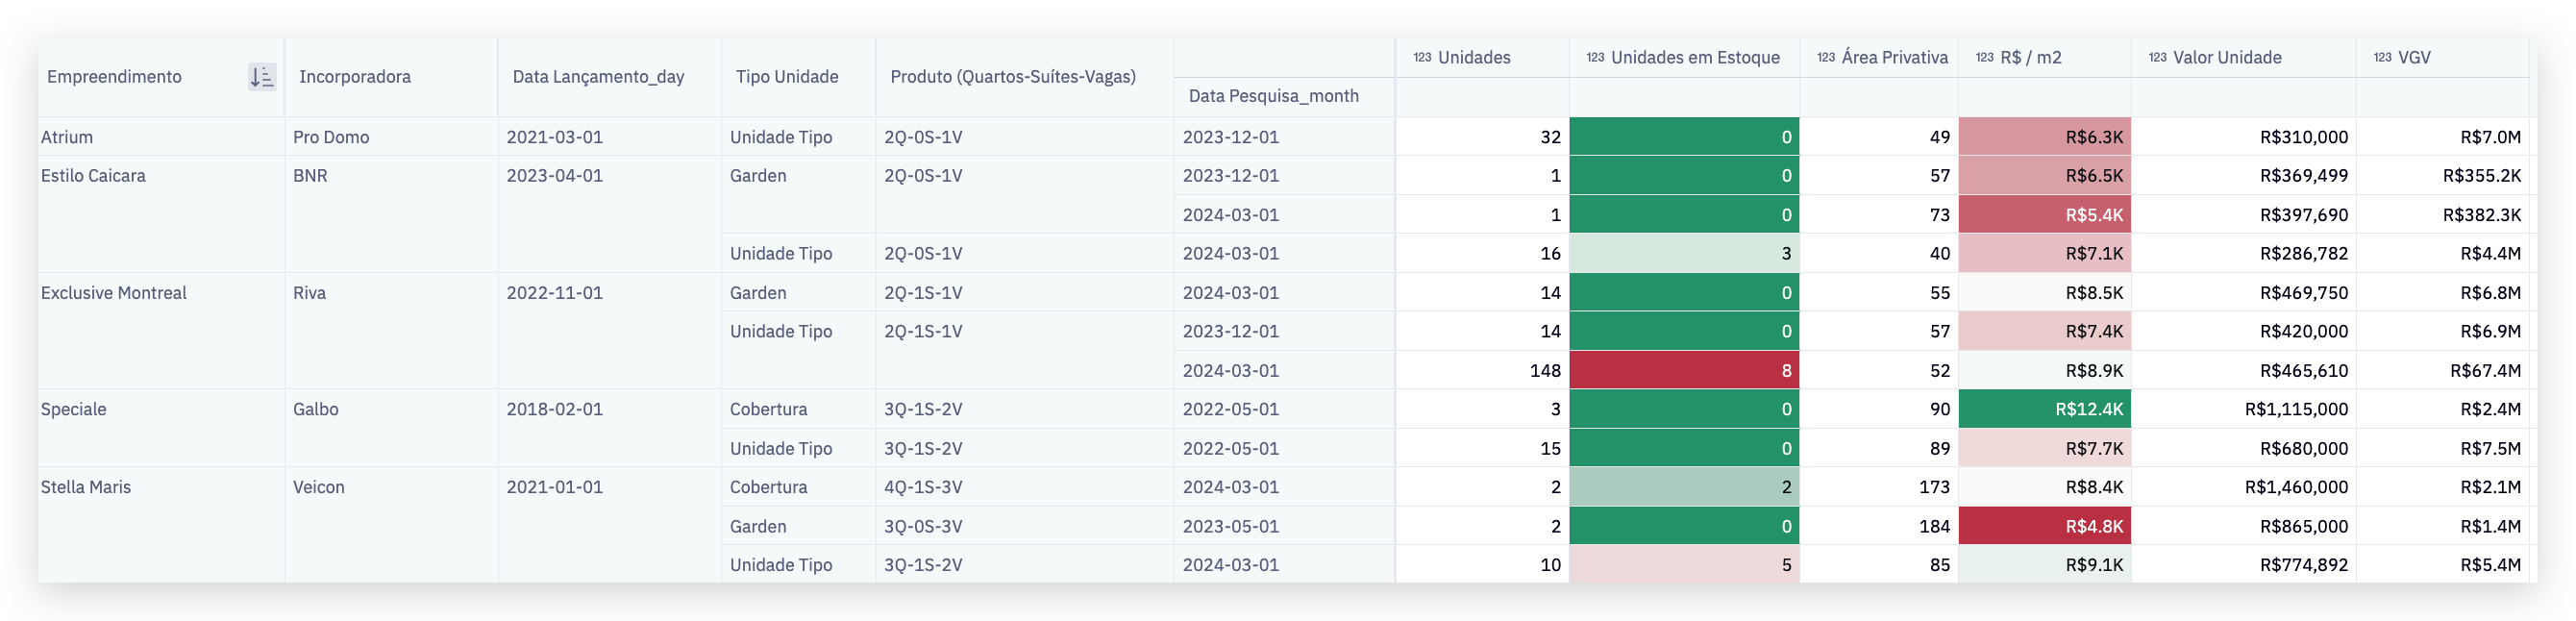 Empreendimento Incorporadora Data Lançamento_day Tipo Unidade Produto (Quartos-Suítes-Vagas) 123 Unidades 123 Unidades em Estoque 123 Área Privativa 123 R$ / m2 123 Valor Unidade 123 VGV
Data Pesquisa_month
Atrium Pro Domo 2021-03-01 Unidade Tipo 2Q-0S-1V 2023-12-01 32 0 49 R$6.3K R$310,000 R$7.0M
Estilo Caicara BNR 2023-04-01 Garden 2Q-0S-1V 2023-12-01 1 0 57 R$6.5K R$369,499 R$355.2K
2024-03-01 1 0 73 R$5.4K R$397,690 R$382.3K
Unidade Tipo 2Q-0S-1V 2024-03-01 16 3 40 R$7.1K R$286,782 R$4.4M
Exclusive Montreal Riva 2022-11-01 Garden 2Q-1S-1V 2024-03-01 14 0 55 R$8.5K R$469,750 R$6.8M
Unidade Tipo 2Q-1S-1V 2023-12-01 14 0 57 R$7.4K R$420,000 R$6.9M
2024-03-01 148 8 52 R$8.9K R$465,610 R$67.4M
Speciale Galbo 2018-02-01 Cobertura 3Q-1S-2V 2022-05-01 3 0 90 R$12.4K R$1,115,000 R$2.4M
Unidade Tipo 3Q-1S-2V 2022-05-01 15 0 89 R$7.7K R$680,000 R$7.5M
Stella Maris Veicon 2021-01-01 Cobertura 4Q-1S-3V 2024-03-01 2 2 173 R$8.4K R$1,460,000 R$2.1M
Garden 3Q-0S-3V 2023-05-01 2 0 184 R$4.8K R$865,000 R$1.4M
Unidade Tipo 3Q-1S-2V 2024-03-01 10 5 85 R$9.1K R$774,892 R$5.4M